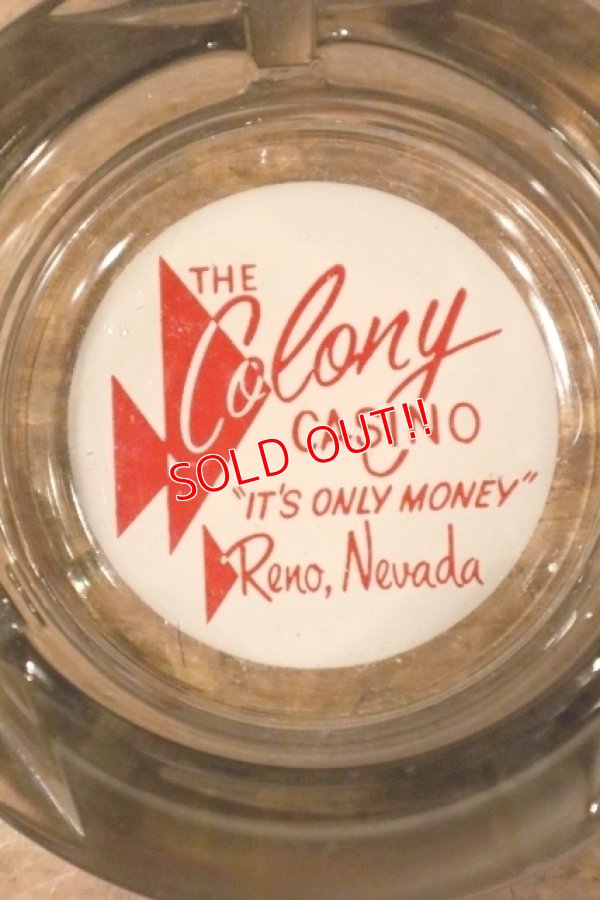 THE
Colony
CASINO
SOLD OUT!!
"IT'S ONLY MONEY"
Reno, Nevada